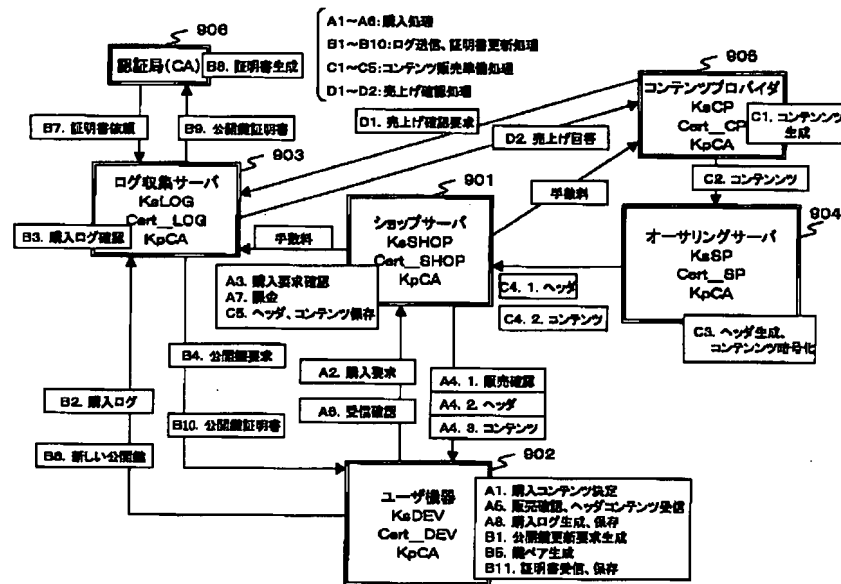 A1～A6:購入処理
B1～B10:ログ送信、証明書更新処理
C1～C5:コンテンツ販売準備処理
D1～D2:売上げ確認処理
906
認証局(CA)
B8. 証明書生成
B7. 証明書依頼
B9. 公開鍵証明書
905
コンテンツプロバイダ
KsCP
Cert__CP
KpCA
C1. コンテンンツ
生成
D1. 売上げ確認要求
D2. 売上げ回答
C2. コンテンンツ
903
ログ収集サーバ
KsLOG
Cert__LOG
KpCA
B3. 購入ログ確認
手数料
901
ショップサーバ
KsSHOP
Cert__SHOP
KpCA
手数料
A3. 購入要求確認
A7. 課金
C5. ヘッダ、コンテンツ保存
904
オーサリングサーバ
KsSP
Cert__SP
KpCA
C3. ヘッダ生成、
コンテンンツ暗号化
C4. 1. ヘッダ
C4. 2. コンテンツ
B4. 公開鍵要求
B2. 購入ログ
B10. 公開鍵証明書
B6. 新しい公開鍵
A2. 購入要求
A6. 受信確認
A4. 1. 販売確認
A4. 2. ヘッダ
A4. 3. コンテンツ
902
ユーザ機器
KsDEV
Cert__DEV
KpCA
A1. 購入コンテンツ決定
A5. 販売確認、ヘッダコンテンツ受信
A8. 購入ログ生成、保存
B1. 公開鍵更新要求生成
B5. 鍵ペア生成
B11. 証明書受信、保存